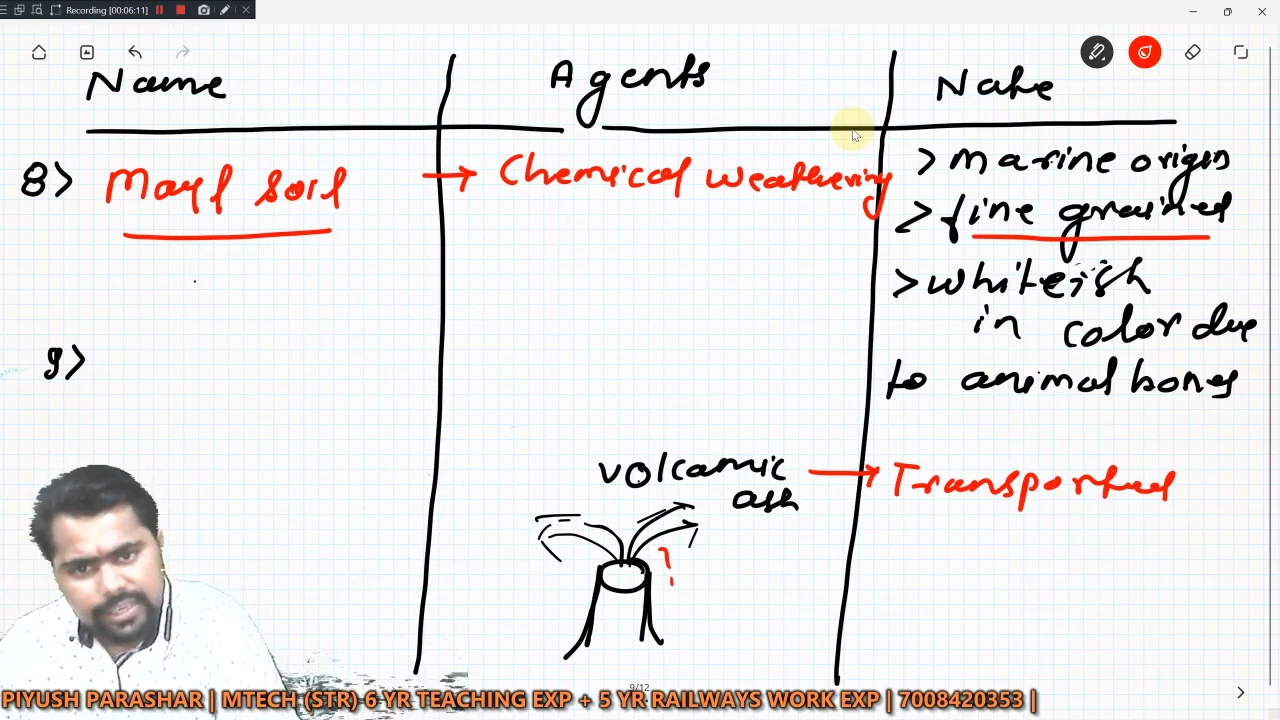 Recording [00:06:11]
Name Agents Note
8> Marl soil → Chemical weathering > marine origin
> fine grained
> whiteish
in color due
to animal bones
9>
volcanic → Transported
ash
?
9/12
PIYUSH PARASHAR | MTECH (STR) 6 YR TEACHING EXP + 5 YR RAILWAYS WORK EXP | 7008420353 |